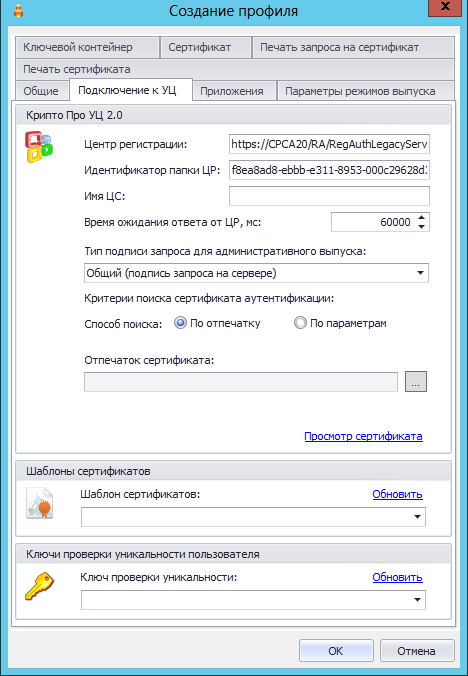 Создание профиля
x
Ключевой контейнер
Сертификат
Печать запроса на сертификат
Печать сертификата
Общие
Подключение к УЦ
Приложения
Параметры режимов выпуска
Крипто Про УЦ 2.0
Центр регистрации:
https://CPCA20/RA/RegAuthLegacyServ
Идентификатор папки ЦР:
f8ea8ad8-ebbb-e311-8953-000c29628d
Имя ЦС:
Время ожидания ответа от ЦР, мс:
60000
Тип подписи запроса для административного выпуска:
Общий (подпись запроса на сервере)
Критерии поиска сертификата аутентификации:
Способ поиска:
По отпечатку
По параметрам
Отпечаток сертификата:
...
Просмотр сертификата
Шаблоны сертификатов
Шаблон сертификатов:
Обновить
Ключи проверки уникальности пользователя
Ключ проверки уникальности:
Обновить
OK
Отмена